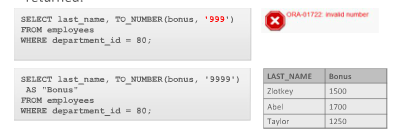 returned.
SELECT last_name, TO_NUMBER(bonus, '999')
FROM employees
WHERE department_id = 80;
ORA-01722: invalid number
SELECT last_name, TO_NUMBER(bonus, '9999')
AS "Bonus"
FROM employees
WHERE department_id = 80;
LAST_NAME Bonus
Zlotkey 1500
Abel 1700
Taylor 1250